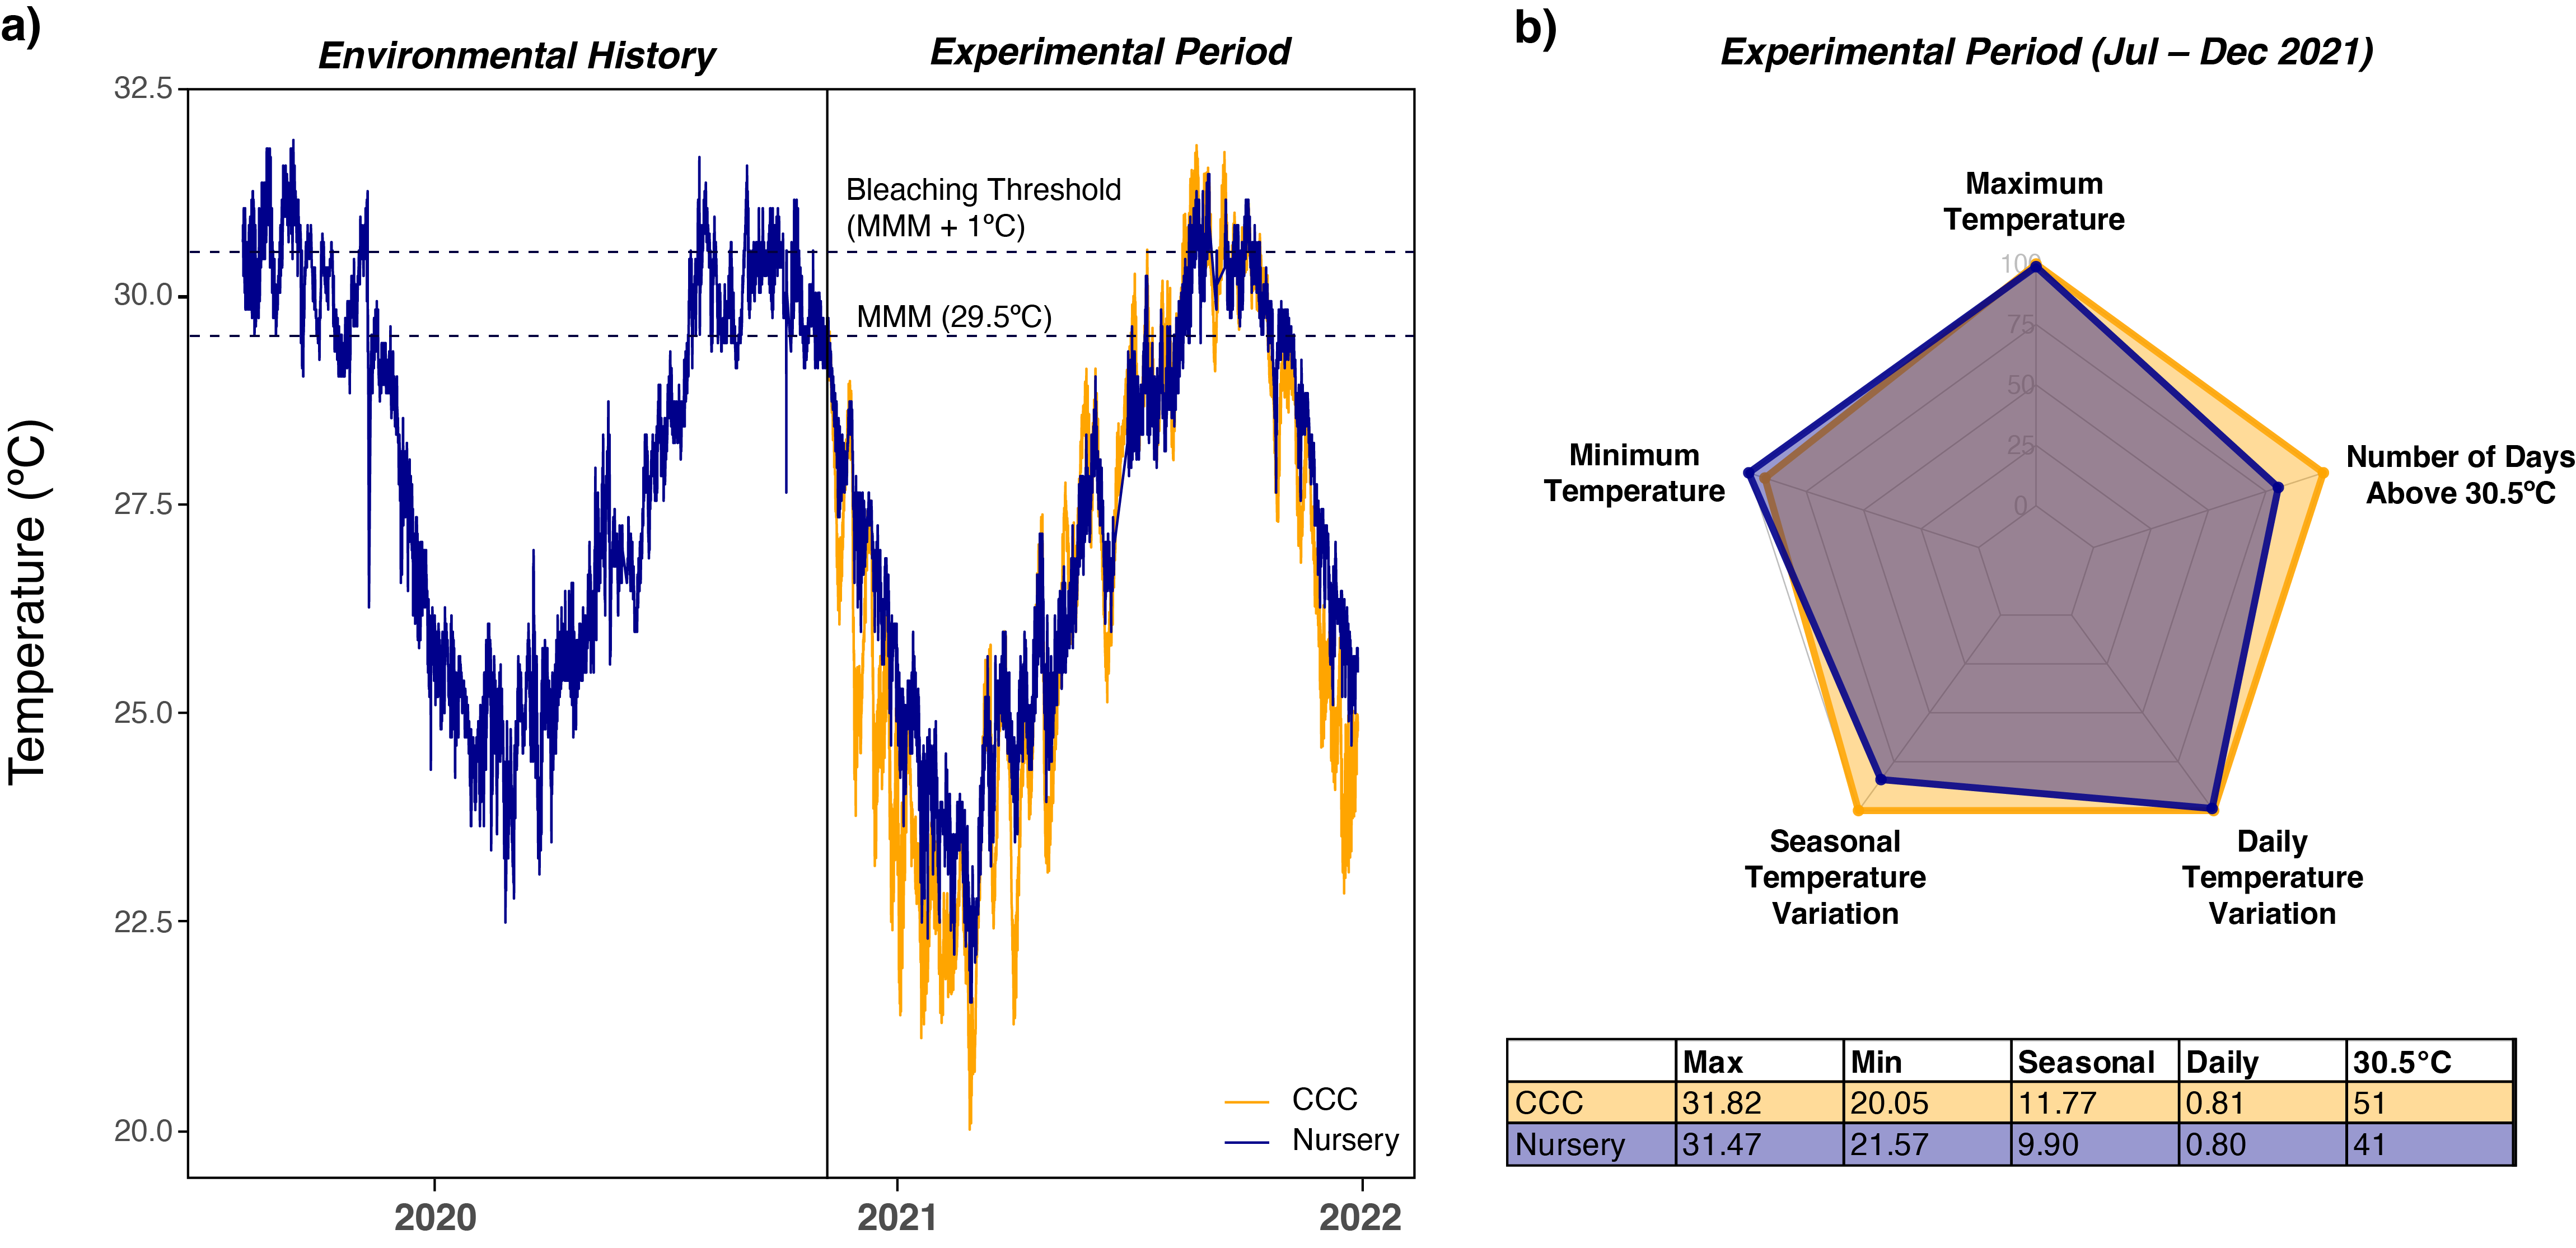 a)
Environmental History
Experimental Period
Temperature (ºC)
32.5
30.0
27.5
25.0
22.5
20.0
Bleaching Threshold
(MMM + 1ºC)
MMM (29.5ºC)
CCC
Nursery
2020
2021
2022
b)
Experimental Period (Jul – Dec 2021)
Maximum
Temperature
100
75
50
25
0
Number of Days
Above 30.5ºC
Minimum
Temperature
Seasonal
Temperature
Variation
Daily
Temperature
Variation
Max Min Seasonal Daily 30.5°C
CCC 31.82 20.05 11.77 0.81 51
Nursery 31.47 21.57 9.90 0.80 41